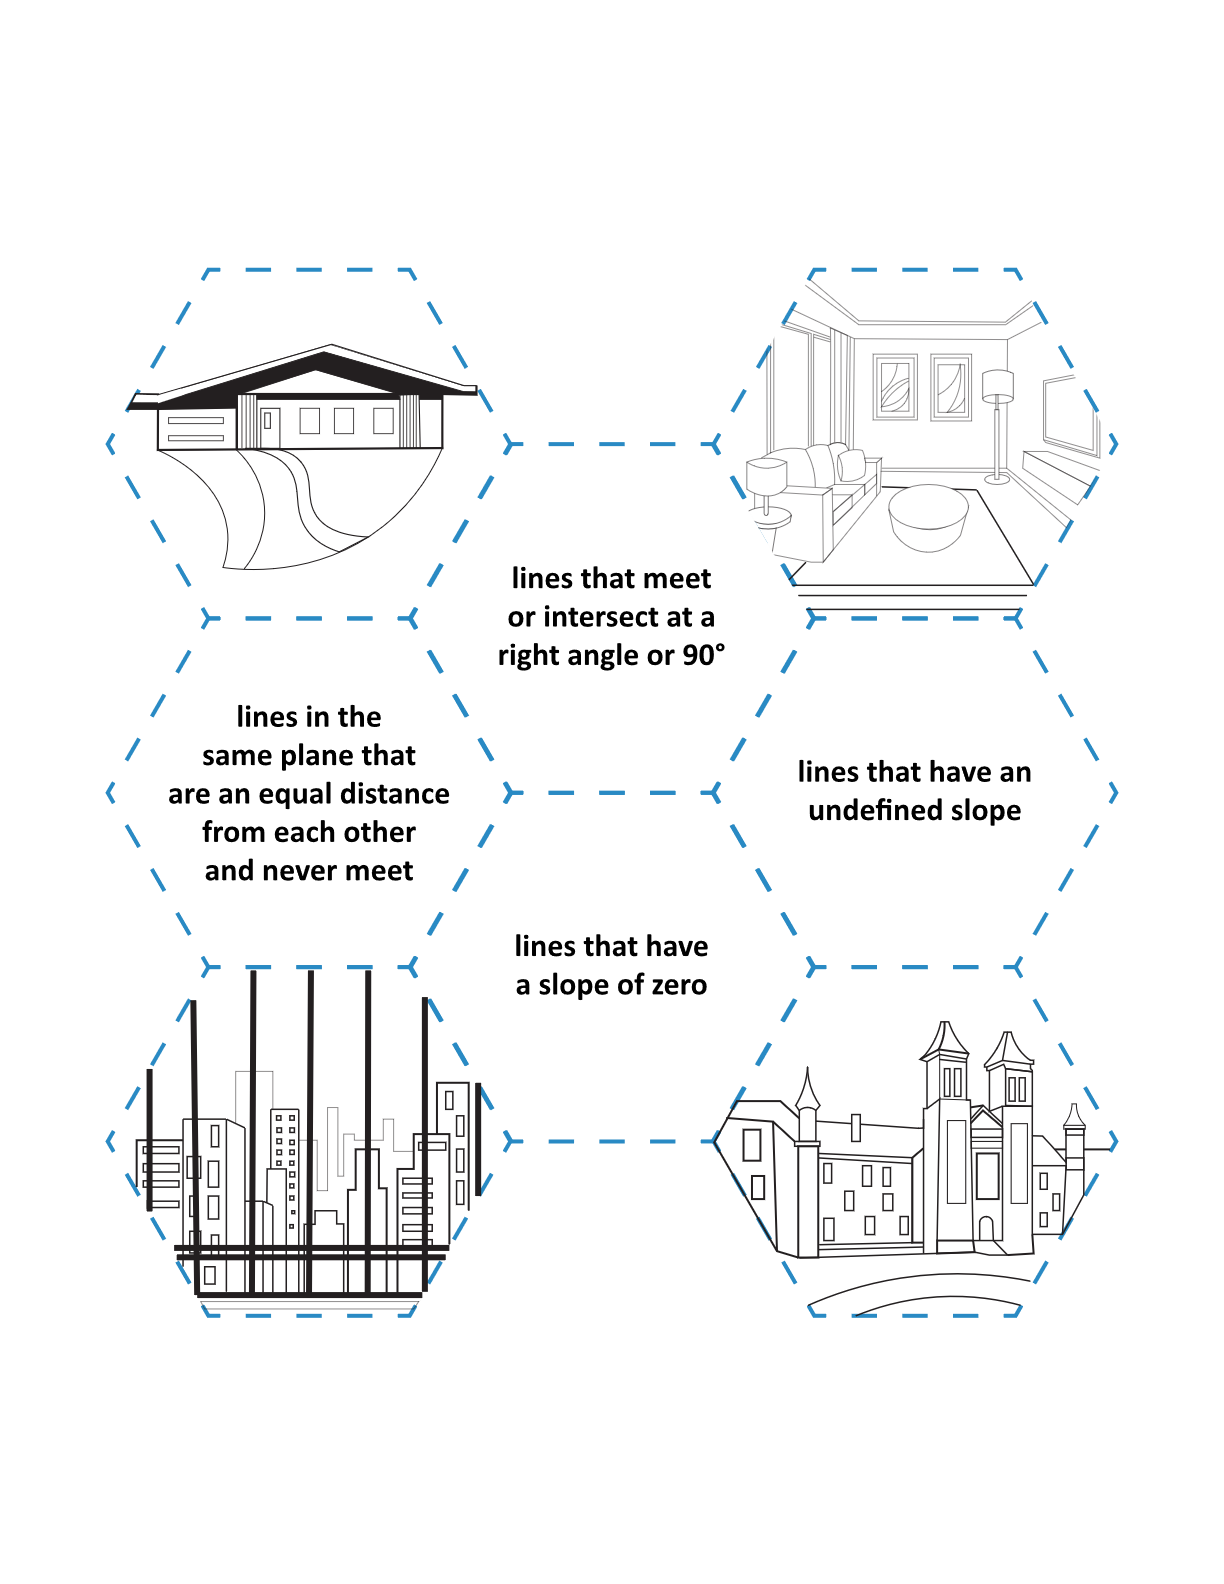 lines that meet
or intersect at a
right angle or 90°
lines in the
same plane that
are an equal distance
from each other
and never meet
lines that have an
undefined slope
lines that have
a slope of zero